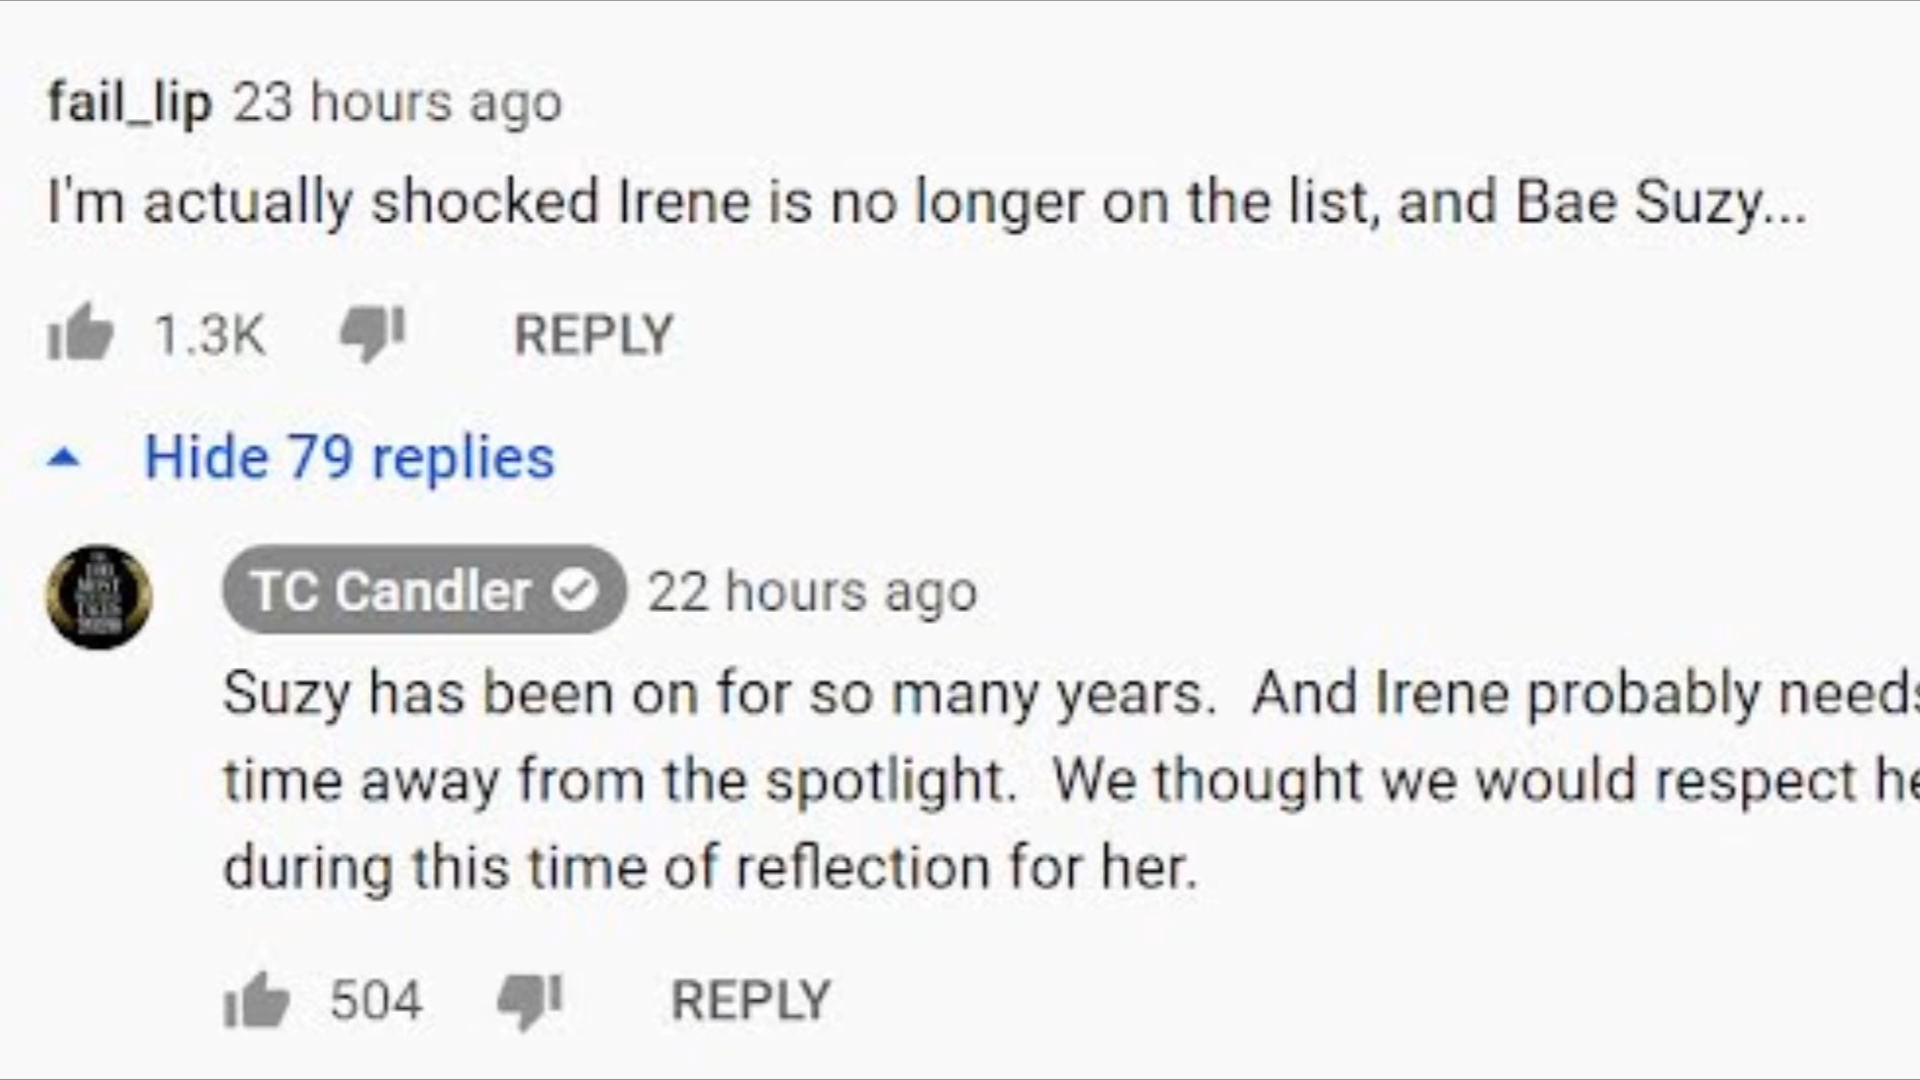 fail_lip 23 hours ago
I'm actually shocked Irene is no longer on the list, and Bae Suzy...
1.3K REPLY
Hide 79 replies
TC Candler 22 hours ago
Suzy has been on for so many years. And Irene probably needs
time away from the spotlight. We thought we would respect he
during this time of reflection for her.
504 REPLY